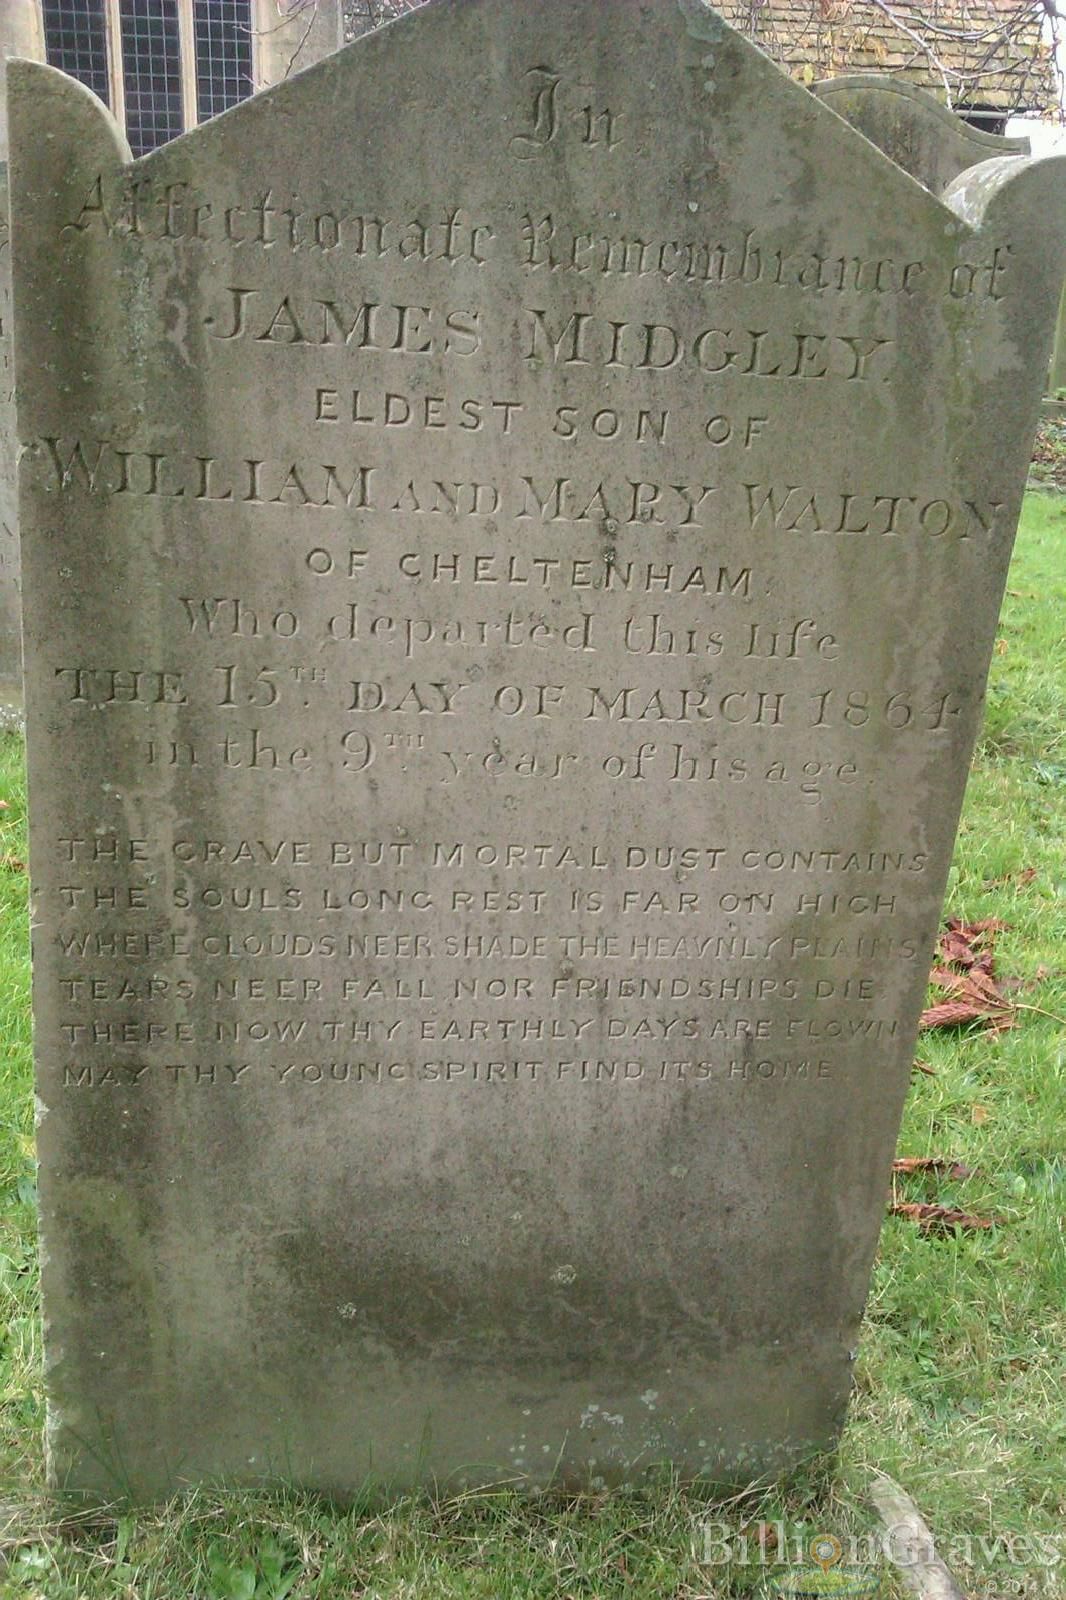 In
Affectionate Remembrance of
JAMES MIDGLEY.
ELDEST SON OF
WILLIAM AND MARY WALTON
OF CHELTENHAM.
Who departed this life
THE 15TH. DAY OF MARCH 1864
in the 9TH. year of his age.
THE GRAVE BUT MORTAL DUST CONTAINS
THE SOULS LONG REST IS FAR ON HIGH
WHERE CLOUDS NEER SHADE THE HEAVNLY PLAINS
TEARS NEER FALL NOR FRIENDSHIPS DIE
THERE NOW THY EARTHLY DAYS ARE FLOWN
MAY THY YOUNG SPIRIT FIND ITS HOME
BillionGraves
© 2014